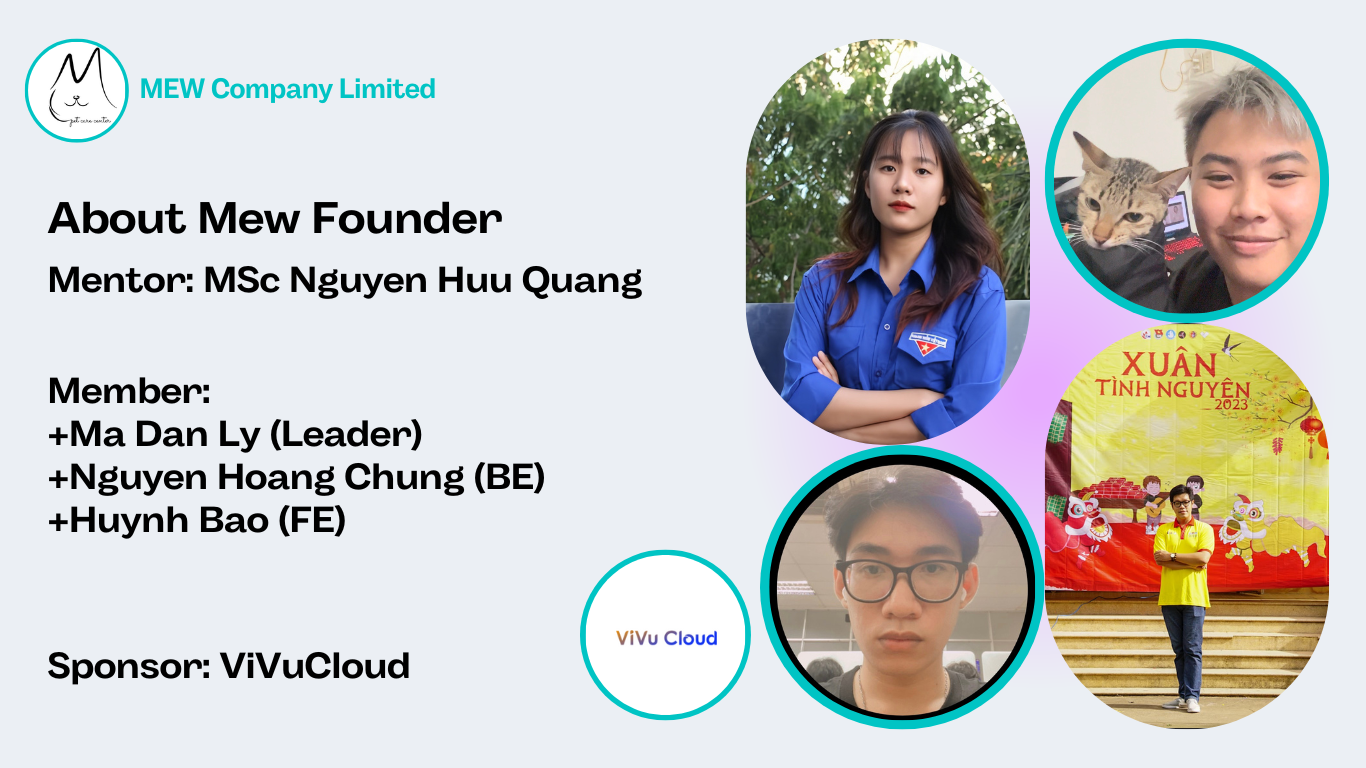 M
pet care center
MEW Company Limited
About Mew Founder
Mentor: MSc Nguyen Huu Quang
Member:
+Ma Dan Ly (Leader)
+Nguyen Hoang Chung (BE)
+Huynh Bao (FE)
Sponsor: ViVuCloud
ViVu Cloud
XUÂN
TÌNH NGUYỆN
2023